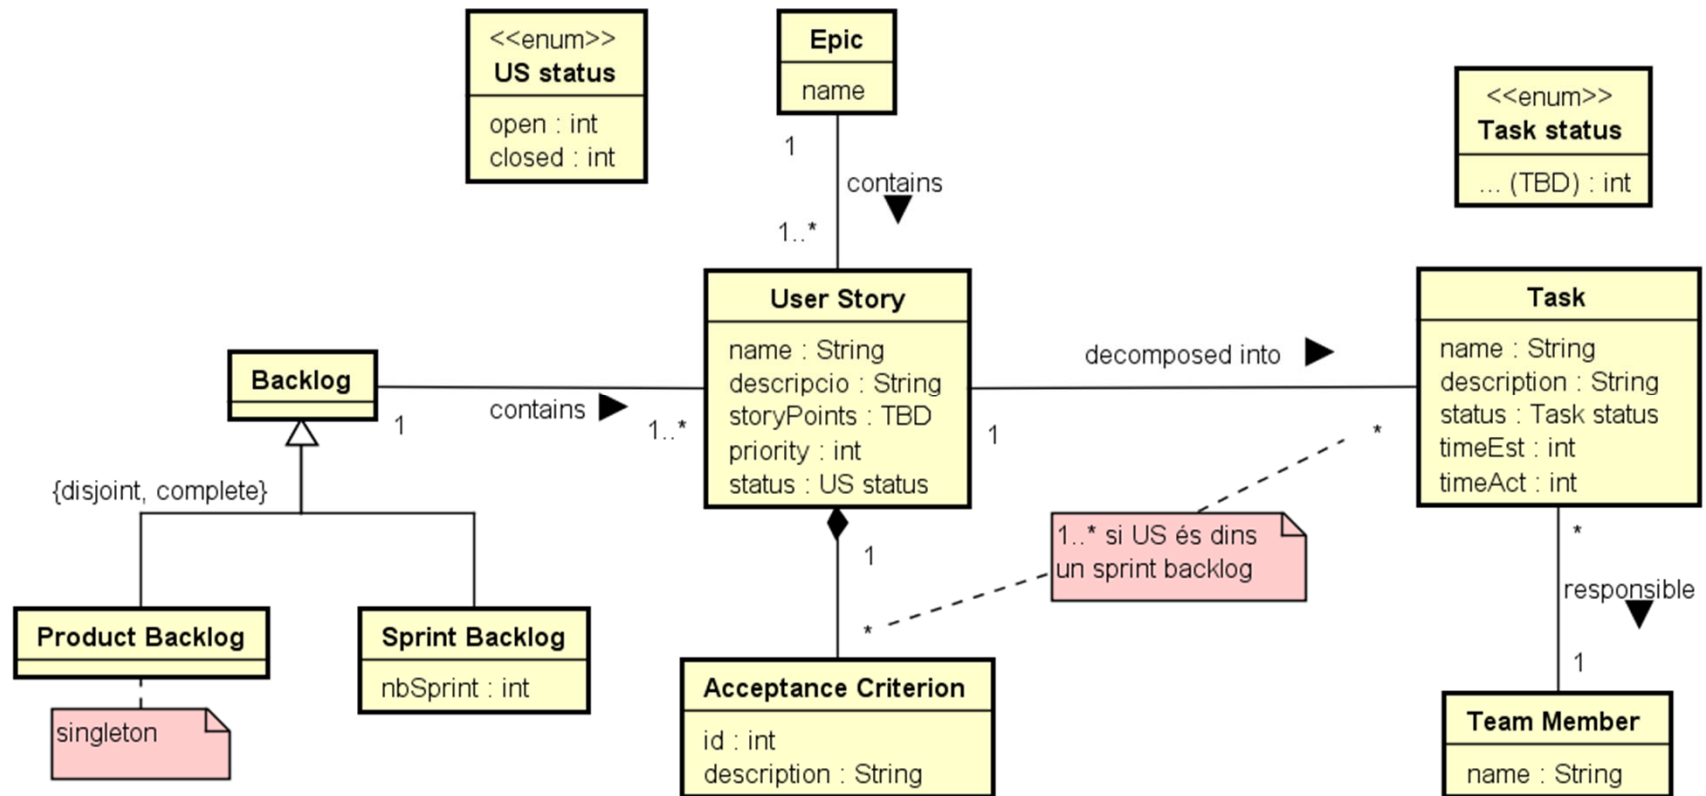 <<enum>>
US status
open : int
closed : int
Epic
name
<<enum>>
Task status
... (TBD) : int
1
contains
1..*
User Story
name : String
descripcio : String
storyPoints : TBD
priority : int
status : US status
Task
name : String
description : String
status : Task status
timeEst : int
timeAct : int
decomposed into
1
*
Backlog
1
contains
1..*
{disjoint, complete}
Product Backlog
singleton
Sprint Backlog
nbSprint : int
1
*
1..* si US és dins
un sprint backlog
Acceptance Criterion
id : int
description : String
*
responsible
1
Team Member
name : String